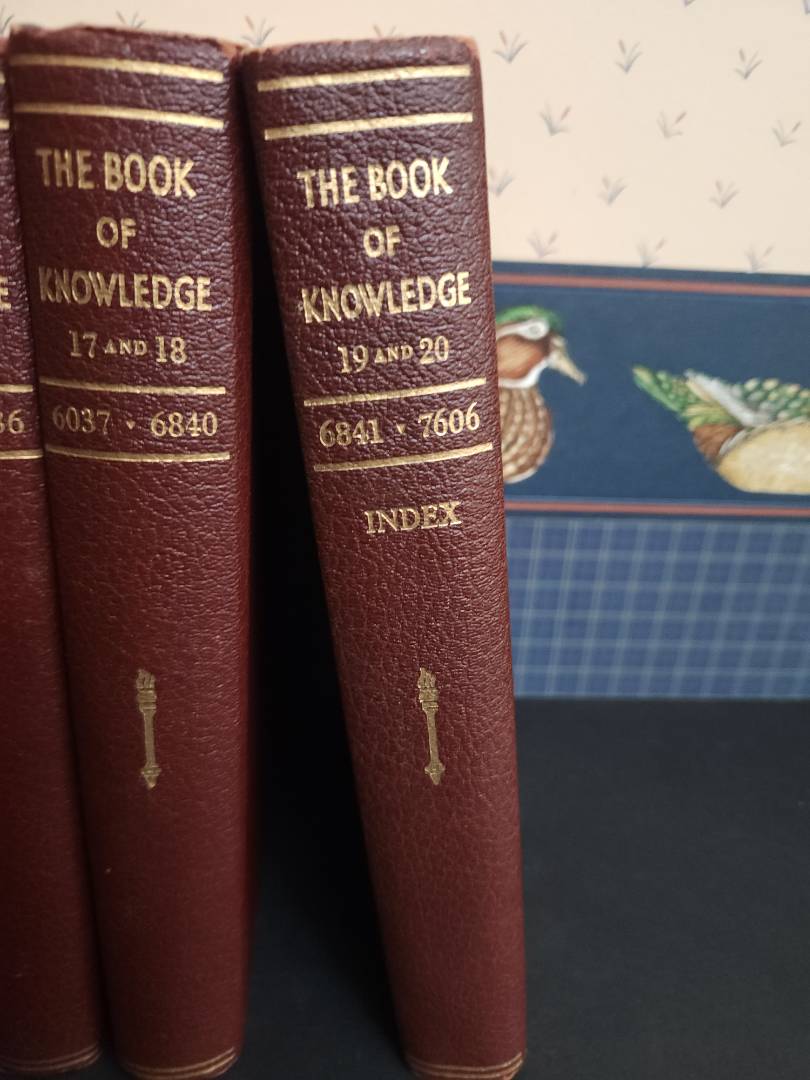 E
36
THE BOOK
OF
KNOWLEDGE
17 AND 18
6037 · 6840
THE BOOK
OF
KNOWLEDGE
19 AND 20
6841 · 7606
INDEX